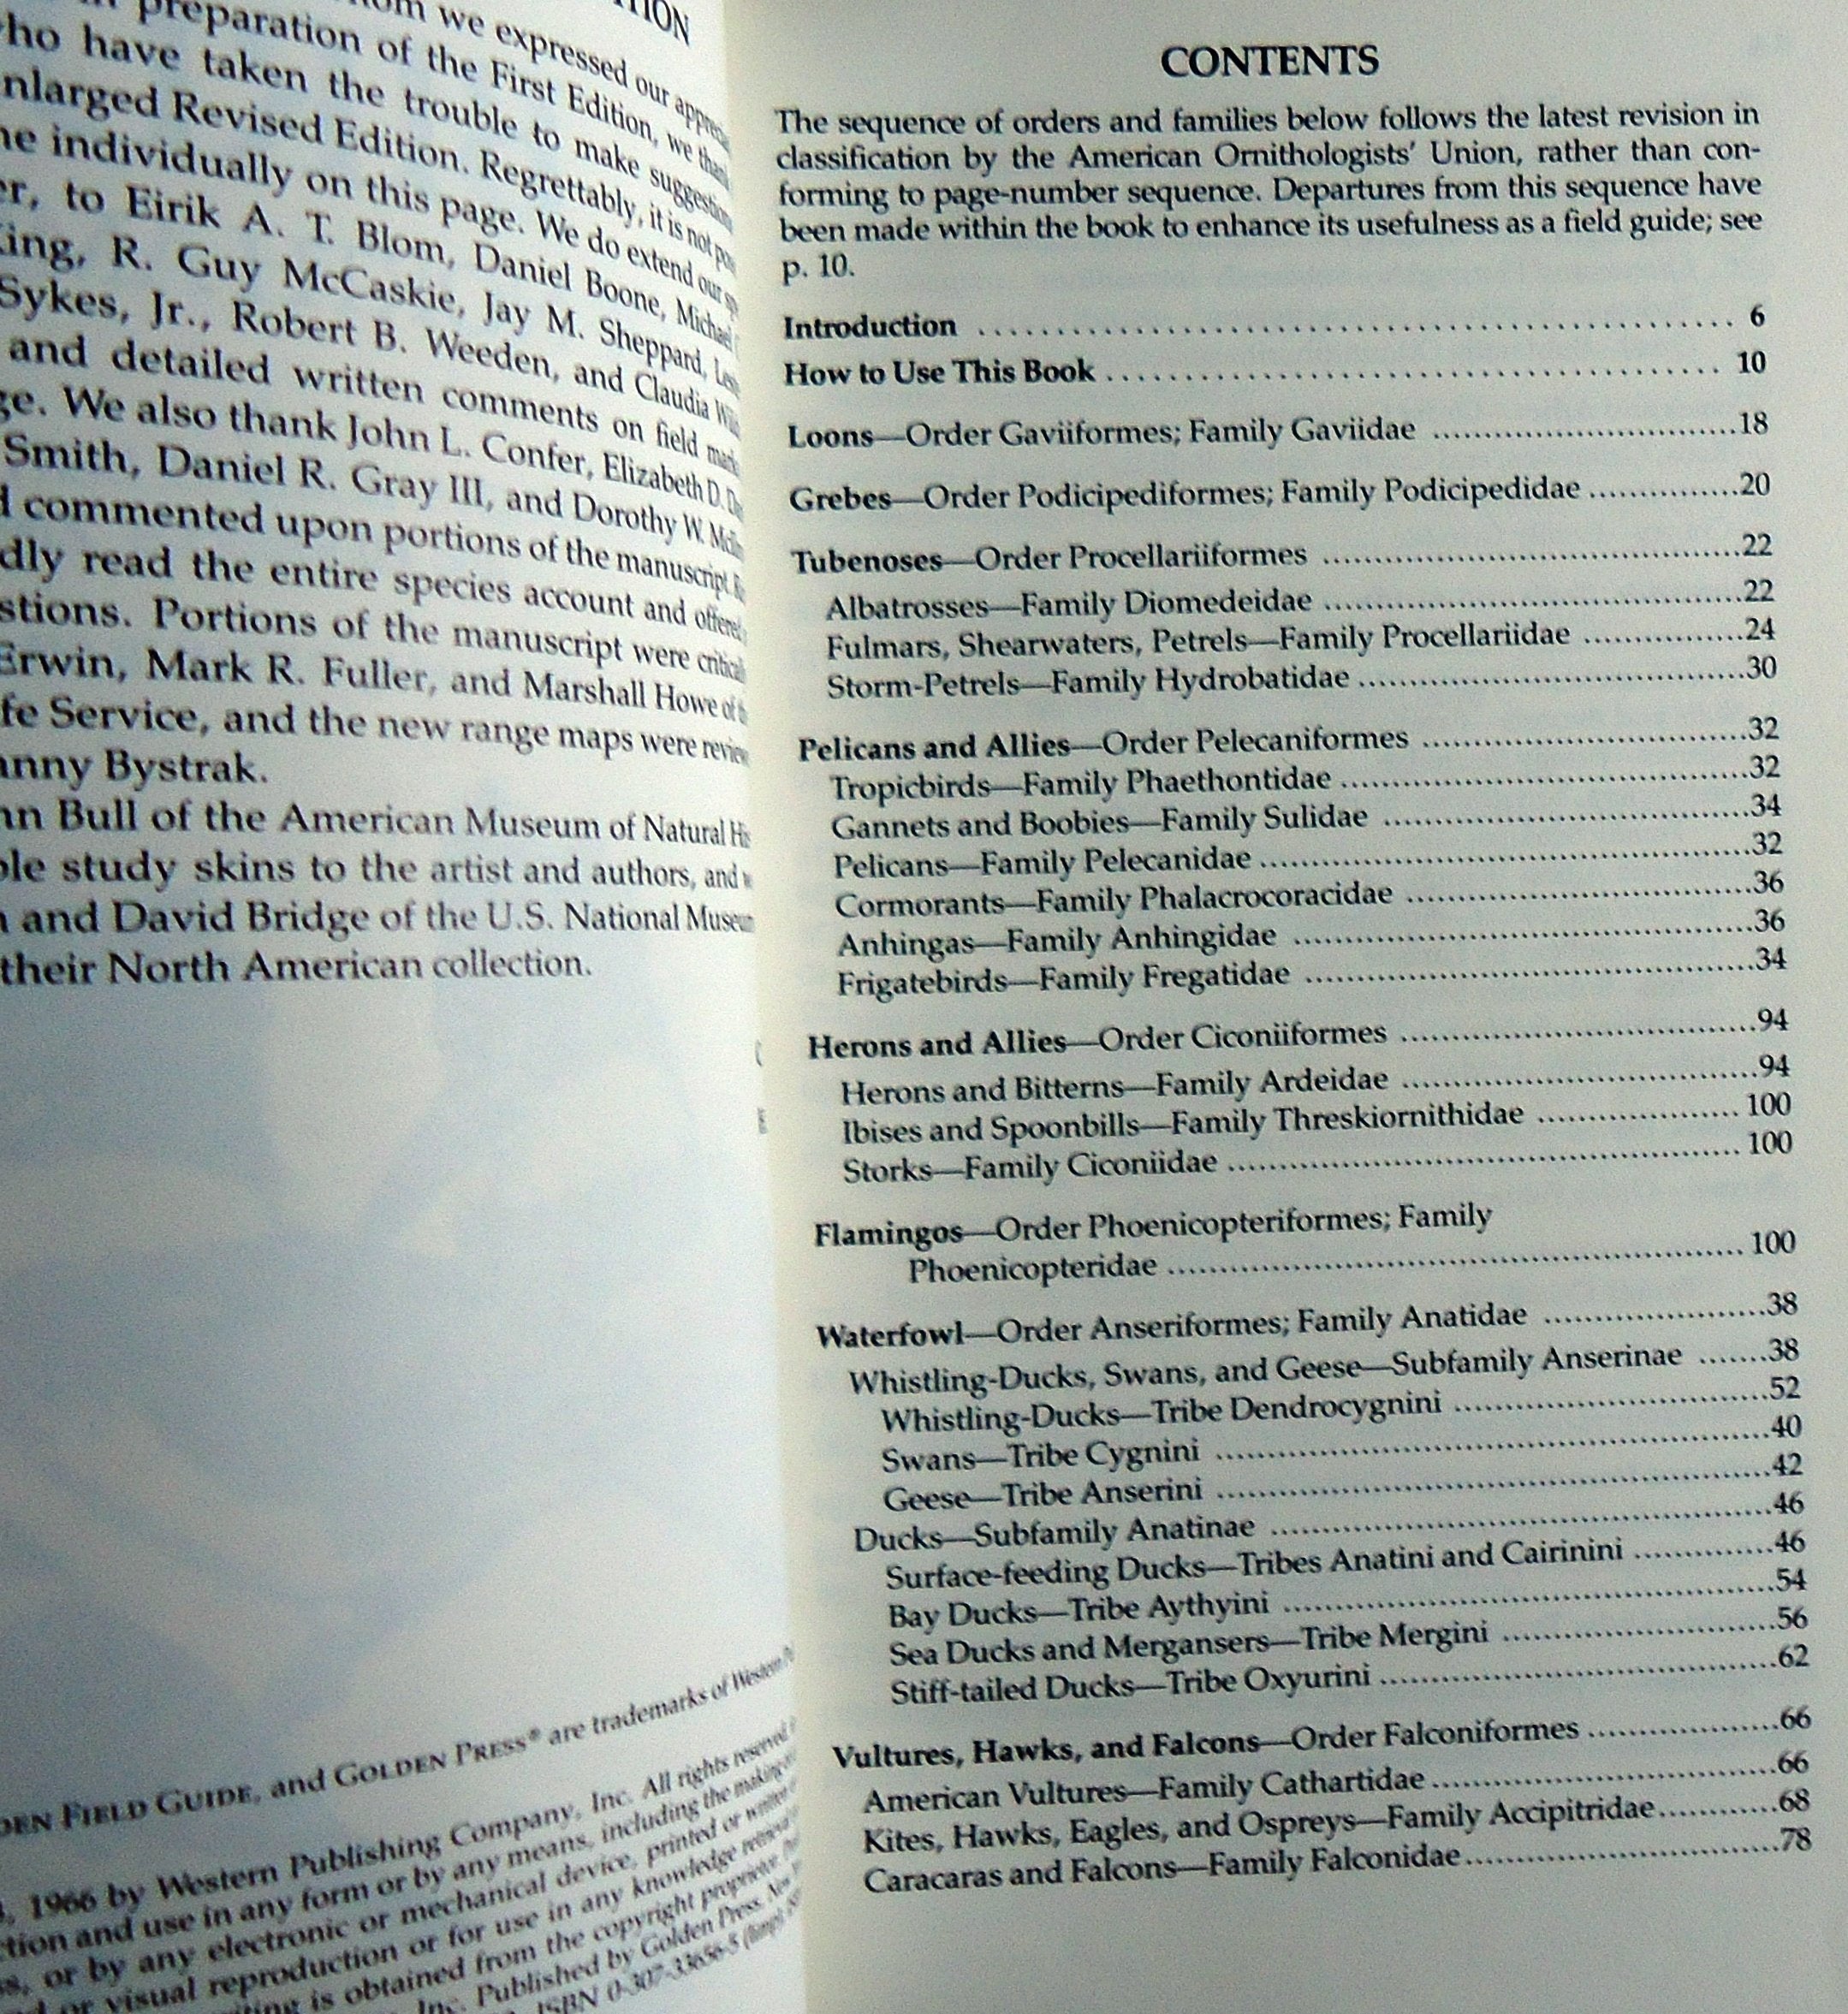 TION
whom we expressed our
preparation of the First Edition, we
have taken the trouble to make
Revised Edition. Regrettably, it is not
individually on this page. We do extend our
to Eirik A. T. Blom, Daniel Boone, Michael
R. Guy McCaskie, Jay M. Sheppard,
Sykes, Jr., Robert B. Weeden, and Claudia
and detailed written comments on field
We also thank John L. Confer, Elizabeth D.
Smith, Daniel R. Gray III, and Dorothy W.
commented upon portions of the manuscript.
read the entire species account and offered
Portions of the manuscript were
Erwin, Mark R. Fuller, and Marshall Howe of
Service, and the new range maps were
Bystrak.
Bull of the American Museum of Natural
study skins to the artist and authors, and
and David Bridge of the U.S. National
their North American collection.
FIELD GUIDE, and GOLDEN PRESS® are trademarks of Western
1966 by Western Publishing Company, Inc. All rights reserved,
and use in any form or by any means, including the making
or by any electronic or mechanical device, printed or
or visual reproduction or for use in any knowledge
is obtained from the copyright proprietor.
Inc. Published by Golden Press, New
ISBN 0-307-33656-5 (limp)
CONTENTS
The sequence of orders and families below follows the latest revision in
classification by the American Ornithologists' Union, rather than con-
forming to page-number sequence. Departures from this sequence have
been made within the book to enhance its usefulness as a field guide; see
p. 10.
Introduction ........ 6
How to Use This Book ........ 10
Loons—Order Gaviiformes; Family Gaviidae ........ 18
Grebes—Order Podicipediformes; Family Podicipedidae ........ 20
Tubenoses—Order Procellariiformes ........ 22
Albatrosses—Family Diomedeidae ........ 22
Fulmars, Shearwaters, Petrels—Family Procellariidae ........ 24
Storm-Petrels—Family Hydrobatidae ........ 30
Pelicans and Allies—Order Pelecaniformes ........ 32
Tropicbirds—Family Phaethontidae ........ 32
Gannets and Boobies—Family Sulidae ........ 34
Pelicans—Family Pelecanidae ........ 32
Cormorants—Family Phalacrocoracidae ........ 36
Anhingas—Family Anhingidae ........ 36
Frigatebirds—Family Fregatidae ........ 34
Herons and Allies—Order Ciconiiformes ........ 94
Herons and Bitterns—Family Ardeidae ........ 94
Ibises and Spoonbills—Family Threskiornithidae ........ 100
Storks—Family Ciconiidae ........ 100
Flamingos—Order Phoenicopteriformes; Family
Phoenicopteridae ........ 100
Waterfowl—Order Anseriformes; Family Anatidae ........ 38
Whistling-Ducks, Swans, and Geese—Subfamily Anserinae ........ 38
Whistling-Ducks—Tribe Dendrocygnini ........ 52
Swans—Tribe Cygnini ........ 40
Geese—Tribe Anserini ........ 42
Ducks—Subfamily Anatinae ........ 46
Surface-feeding Ducks—Tribes Anatini and Cairinini ........ 46
Bay Ducks—Tribe Aythyini ........ 54
Sea Ducks and Mergansers—Tribe Mergini ........ 56
Stiff-tailed Ducks—Tribe Oxyurini ........ 62
Vultures, Hawks, and Falcons—Order Falconiformes ........ 66
American Vultures—Family Cathartidae ........ 66
Kites, Hawks, Eagles, and Ospreys—Family Accipitridae ........ 68
Caracaras and Falcons—Family Falconidae ........ 78